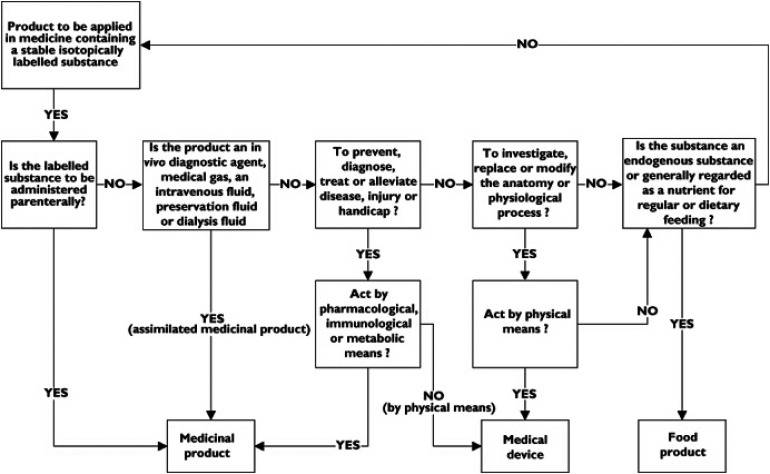 Product to be applied
in medicine containing
a stable isotopically
labelled substance
NO
YES
Is the labelled
substance to be
administered
parenterally?
NO
Is the product an in
vivo diagnostic agent,
medical gas, an
intravenous fluid,
preservation fluid
or dialysis fluid
NO
To prevent,
diagnose,
treat or alleviate
disease, injury or
handicap ?
NO
To investigate,
replace or modify
the anatomy or
physiological
process ?
NO
Is the substance an
endogenous substance
or generally regarded
as a nutrient for
regular or dietary
feeding ?
YES
YES
YES
(assimilated medicinal product)
Act by
pharmacological,
immunological
or metabolic
means ?
Act by physical
means ?
NO
YES
YES
NO
(by physical means)
YES
YES
Medicinal
product
Medical
device
Food
product